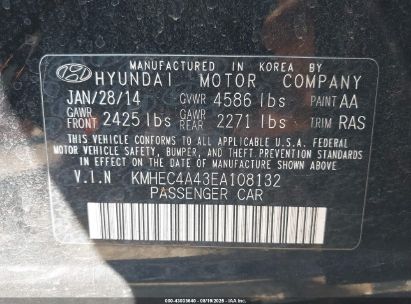 MANUFACTURED IN KOREA BY
HYUNDAI MOTOR COMPANY
JAN/28/14 GVWR 4586 lbs PAINT AA
GAWR FRONT 2425 lbs GAWR REAR 2271 lbs TRIM RAS
THIS VEHICLE CONFORMS TO ALL APPLICABLE U.S.A. FEDERAL
MOTOR VEHICLE SAFETY, BUMPER, AND THEFT PREVENTION
STANDARDS IN EFFECT ON THE DATE OF MANUFACTURE SHOWN
ABOVE.
V.I.N KMHEC4A43EA108132
PASSENGER CAR